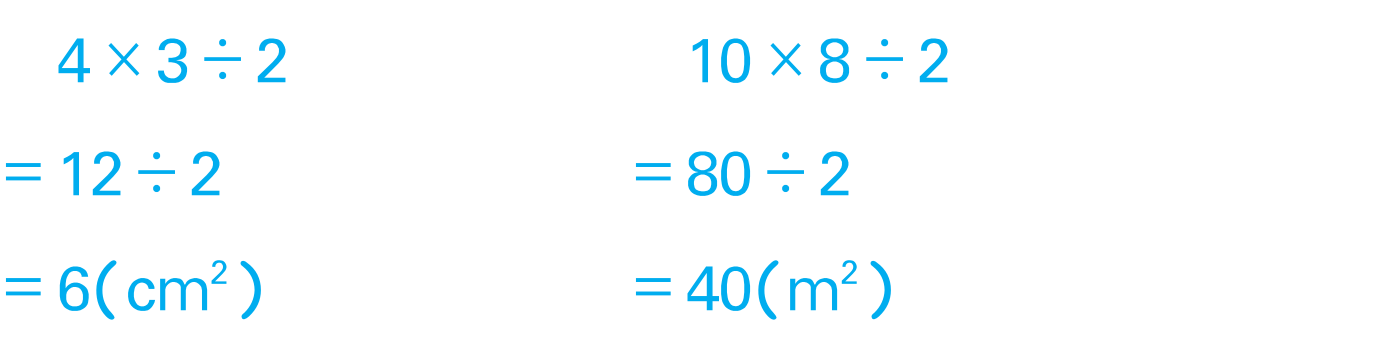 4×3÷2
=12÷2
=6(cm²)
10×8÷2
=80÷2
=40(m²)